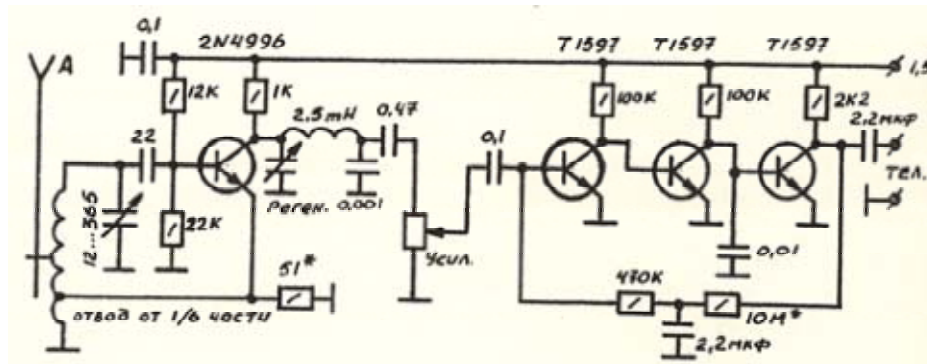 0,1
2N4996
T1597
T1597
T1597
A
12K
1K
2.5mH
0.47
100K
100K
2K2
1,5
2,2мкф
22
0,1
тел.
12...365
22K
Реген.
0.001
Усил.
51*
0,01
470K
10M*
отвод от 1/6 части
2,2мкф